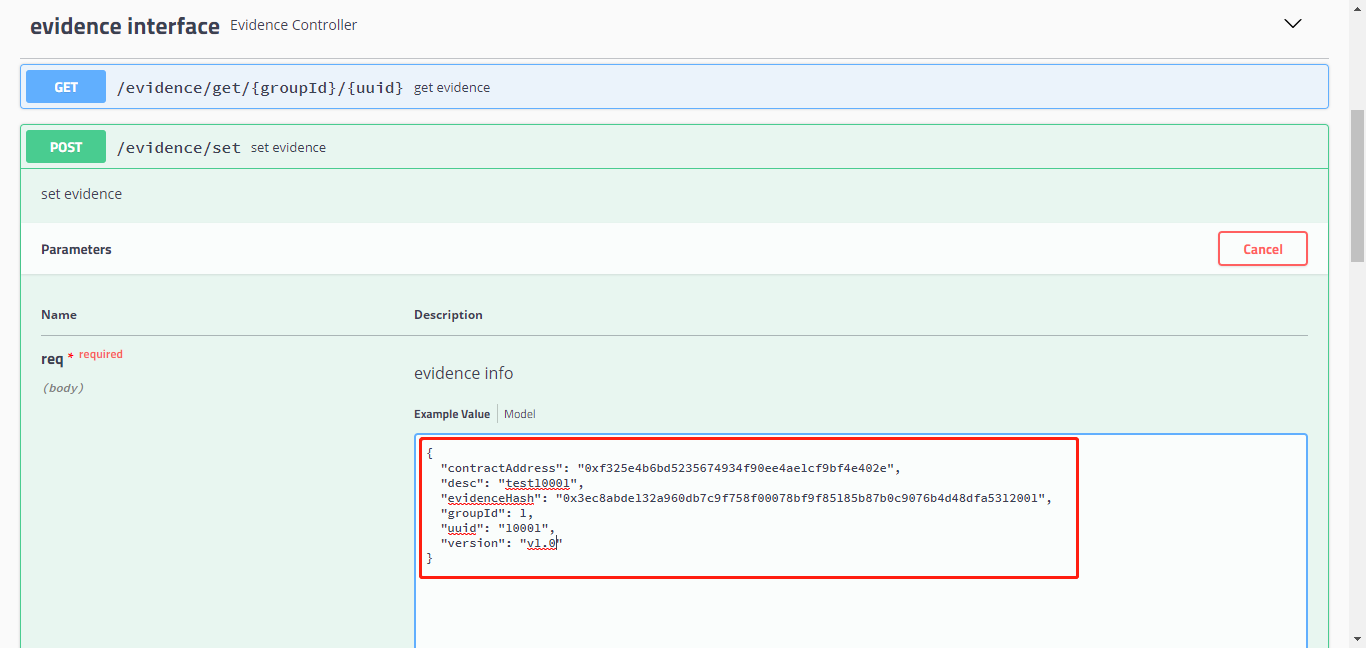 evidence interface Evidence Controller
GET /evidence/get/{groupId}/{uuid} get evidence
POST /evidence/set set evidence
set evidence
Parameters Cancel
Name Description
req * required
(body)
evidence info
Example Value Model
{
"contractAddress": "0xf325e4b6bd5235674934f90ee4ae1cf9bf4e402e",
"desc": "test10001",
"evidenceHash": "0x3ec8abde132a960db7c9f758f00078bf9f85185b87b0c9076b4d48dfa5312001",
"groupId": 1,
"uuid": "10001",
"version": "v1.0"
}